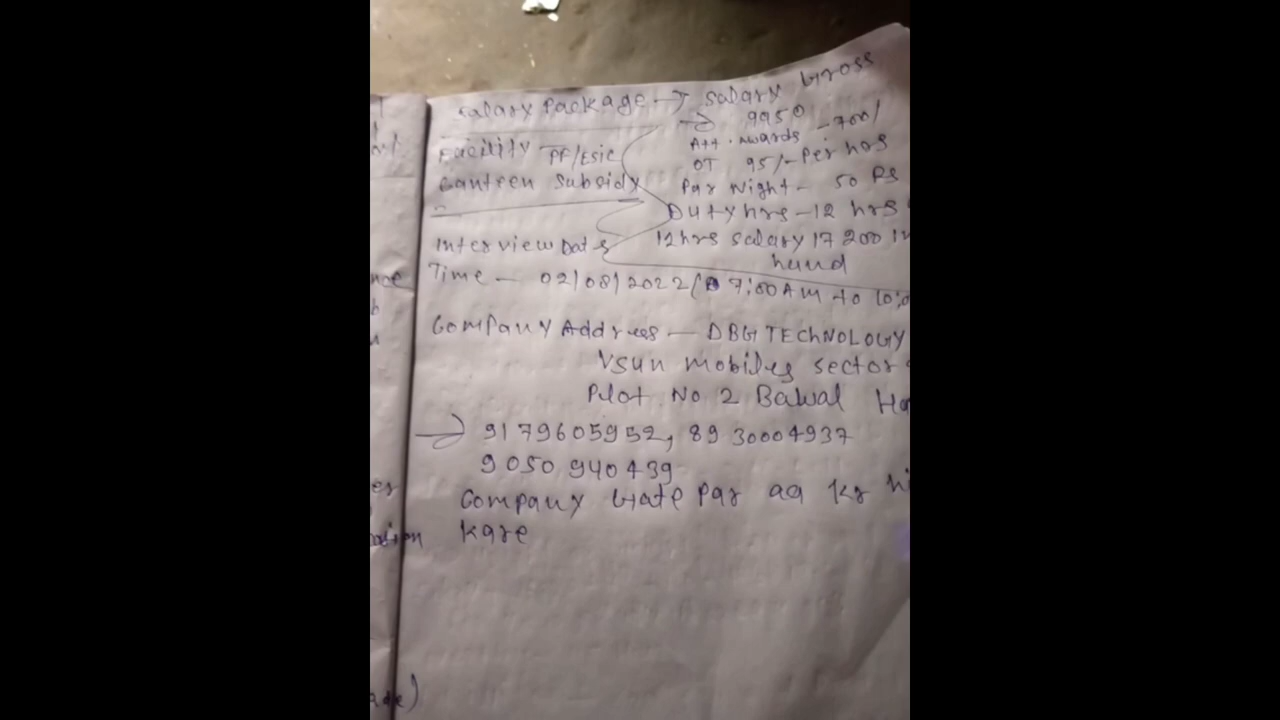 Salary Package → Salary Gross
→ 9950
Att. Awards - 700/
Facility PF/Esic
OT 95/- Per hrs
Canteen Subsidy
Par Night - 50 RS
Duty hrs - 12 hrs
Interview Date
12 hrs salary 17200 in
hand
Time - 02/08/2022 ( 7:00 AM to 10:0
Company Address - DBG TEChNOLOGY
Vsun mobiles sector
Plot No 2 Bawal Ha
→ 9179605952, 8930004937
9050940439
Company Gate Par aa kr hi
kare